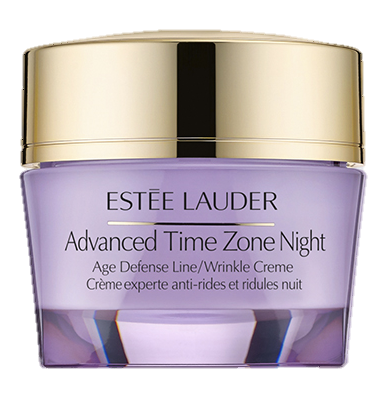 ESTĒE LAUDER
Advanced Time Zone Night
Age Defense Line/Wrinkle Creme
Crème experte anti-rides et ridules nuit